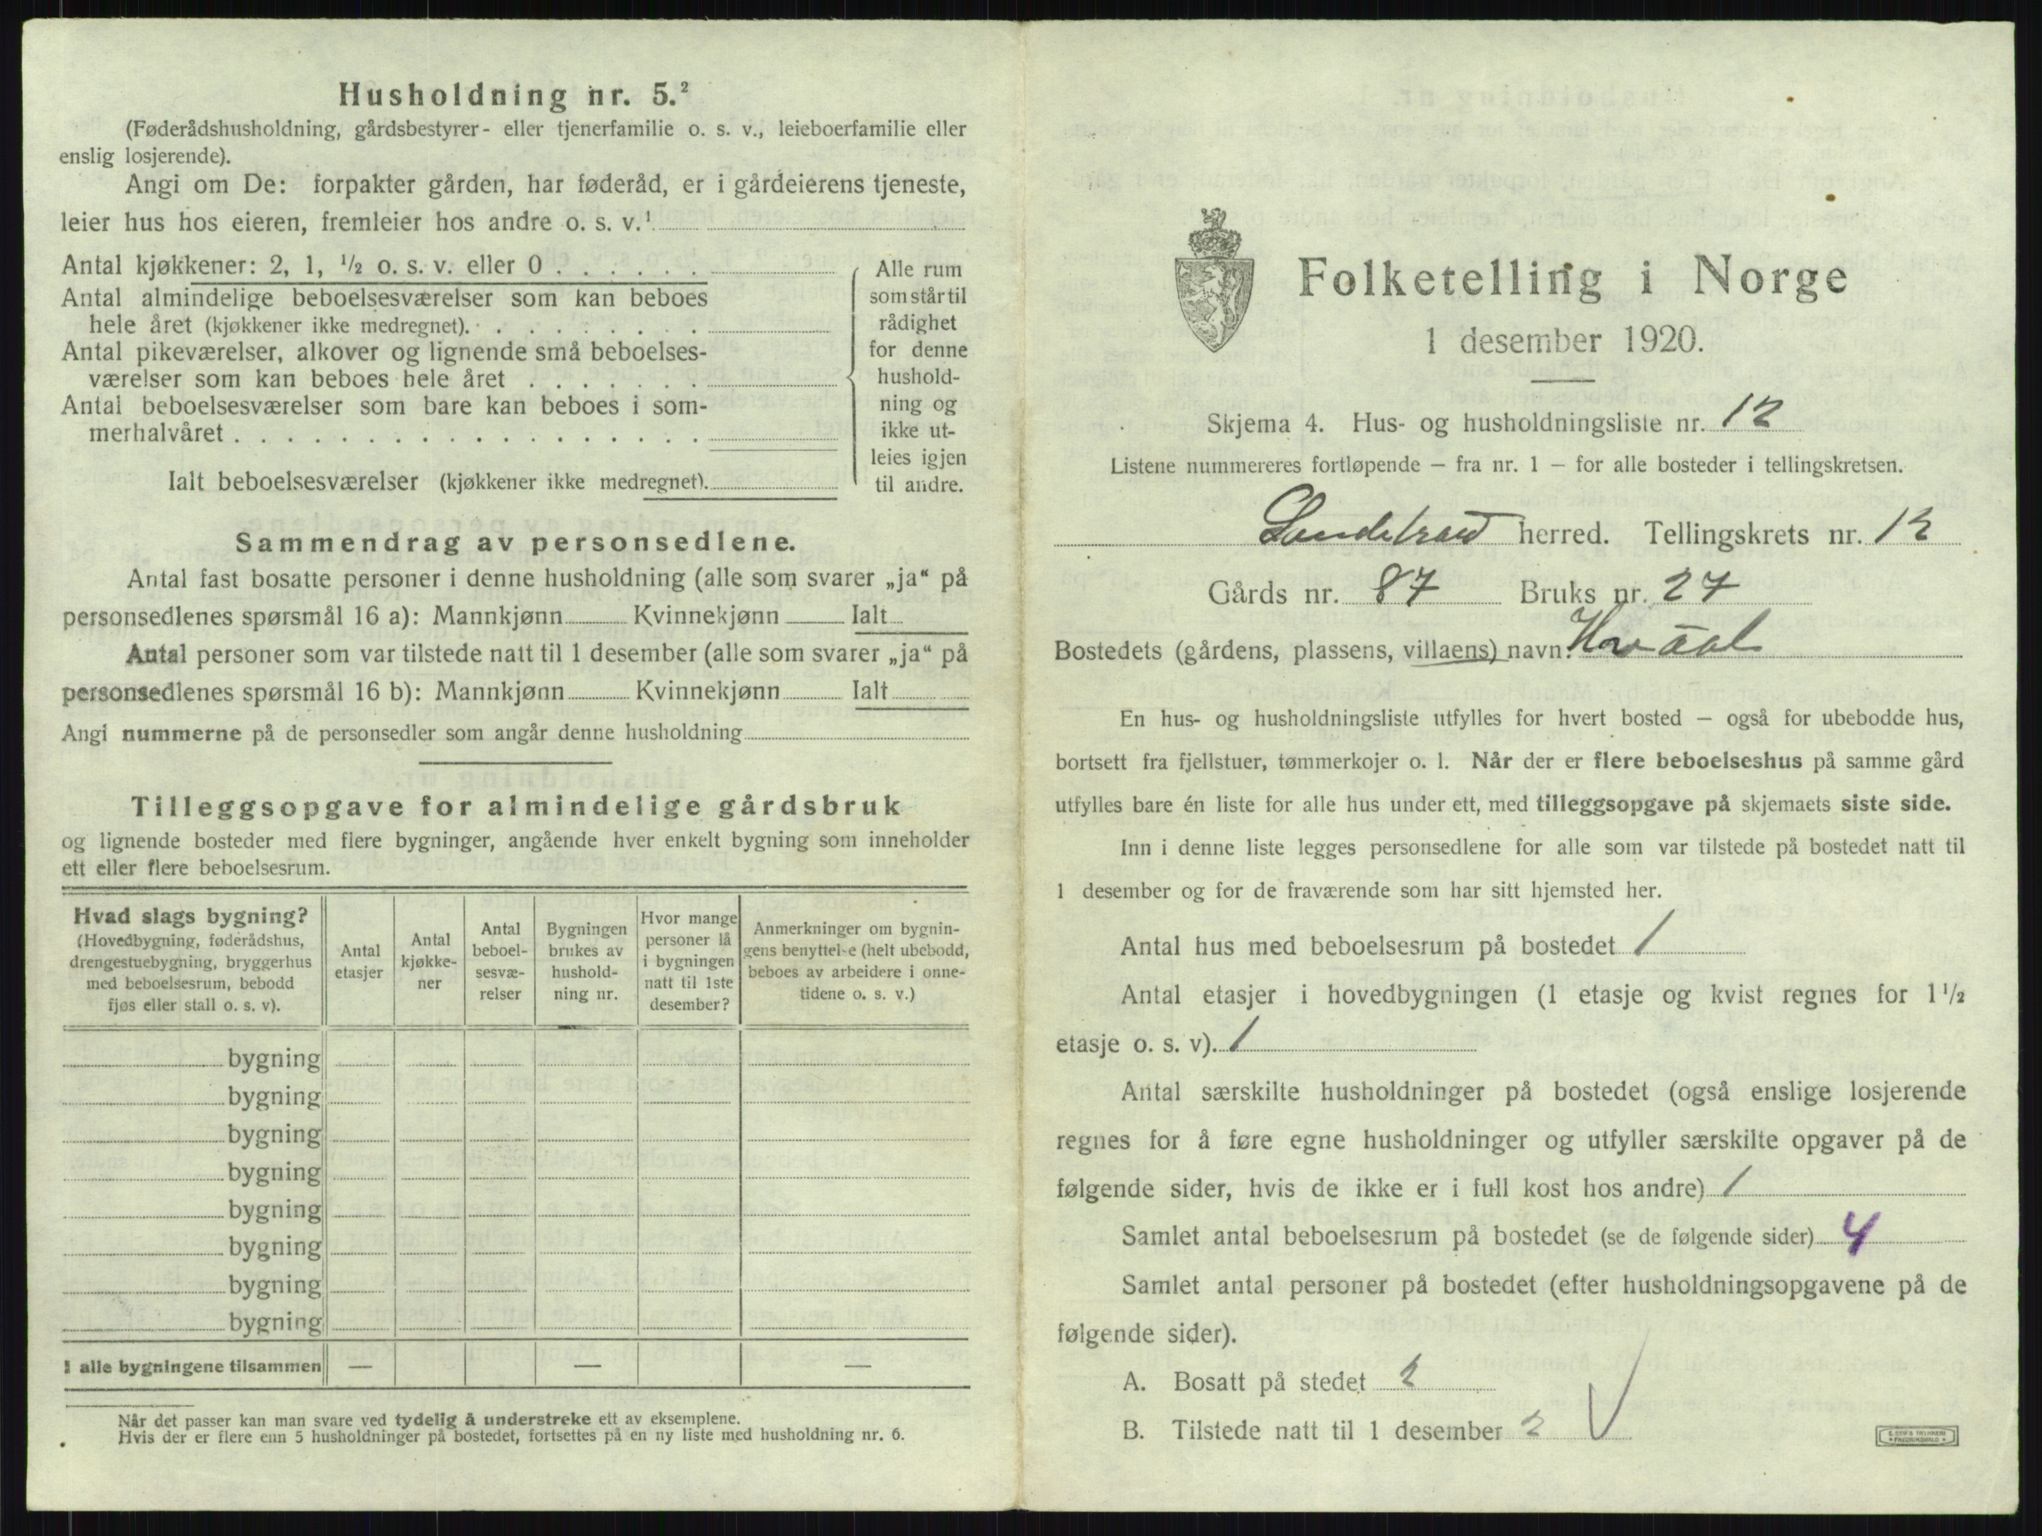 Husholdning nr. 5.²
(Føderådshusholdning, gårdsbestyrer- eller tjenerfamilie o. s. v., leieboerfamilie eller
enslig losjerende).
Angi om De: forpakter gården, har føderåd, er i gårdeierens tjeneste,
leier hus hos eieren, fremleier hos andre o. s. v.¹
Antal kjøkkener: 2, 1, ½ o. s. v. eller 0 . . . . . .
Antal almindelige beboelsesværelser som kan beboes
hele året (kjøkkener ikke medregnet). . . . . . . . .
Antal pikeværelser, alkover og lignende små beboelses-
værelser som kan beboes hele året . . . . . . .
Antal beboelsesværelser som bare kan beboes i som-
merhalvåret . . . . . . . . . . . . . . . . . .
Ialt beboelsesværelser (kjøkkener ikke medregnet).
Alle rum
som står til
rådighet
for denne
hushold-
ning og
ikke ut-
leies igjen
til andre.
Sammendrag av personsedlene.
Antal fast bosatte personer i denne husholdning (alle som svarer „ja“ på
personsedlenes spørsmål 16 a): Mannkjønn Kvinnekjønn Ialt
Antal personer som var tilstede natt til 1 desember (alle som svarer „ja“ på
personsedlenes spørsmål 16 b): Mannkjønn Kvinnekjønn Ialt
Angi nummerne på de personsedler som angår denne husholdning
Tilleggsopgave for almindelige gårdsbruk
og lignende bosteder med flere bygninger, angående hver enkelt bygning som inneholder
ett eller flere beboelsesrum.
Hvad slags bygning?
(Hovedbygning, føderådshus,
drengestuebygning, bryggerhus
med beboelsesrum, bebodd
fjøs eller stall o. s. v).
Antal
etasjer
Antal
kjøkke-
ner
Antal
beboel-
sesvæ-
relser
Bygningen
brukes av
hushold-
ning nr.
Hvor mange
personer lå
i bygningen
natt til 1ste
desember?
Anmerkninger om bygnin-
gens benyttelse (helt ubebodd,
beboes av arbeidere i onne-
tidene o. s. v.)
bygning
bygning
bygning
bygning
bygning
bygning
bygning
bygning
I alle bygningene tilsammen — — —
Når det passer kan man svare ved tydelig å understreke ett av eksemplene.
Hvis der er flere enn 5 husholdninger på bostedet, fortsettes på en ny liste med husholdning nr. 6.
Folketelling i Norge
1 desember 1920.
Skjema 4. Hus- og husholdningsliste nr. 12
Listene nummereres fortløpende – fra nr. 1 – for alle bosteder i tellingskretsen.
herred. Tellingskrets nr. 12
Gårds nr. 87 Bruks nr. 27
Bostedets (gårdens, plassens, villaens) navn.
En hus- og husholdningsliste utfylles for hvert bosted – også for ubebodde hus,
bortsett fra fjellstuer, tømmerkojer o. l. Når der er flere beboelseshus på samme gård
utfylles bare én liste for alle hus under ett, med tilleggsopgave på skjemaets siste side.
Inn i denne liste legges personsedlene for alle som var tilstede på bostedet natt til
1 desember og for de fraværende som har sitt hjemsted her.
Antal hus med beboelsesrum på bostedet 1
Antal etasjer i hovedbygningen (1 etasje og kvist regnes for 1½
etasje o. s. v). 1
Antal særskilte husholdninger på bostedet (også enslige losjerende
regnes for å føre egne husholdninger og utfyller særskilte opgaver på de
følgende sider, hvis de ikke er i full kost hos andre) 1
Samlet antal beboelsesrum på bostedet (se de følgende sider) 4
Samlet antal personer på bostedet (efter husholdningsopgavene på de
følgende sider).
A. Bosatt på stedet 2
B. Tilstede natt til 1 desember 2